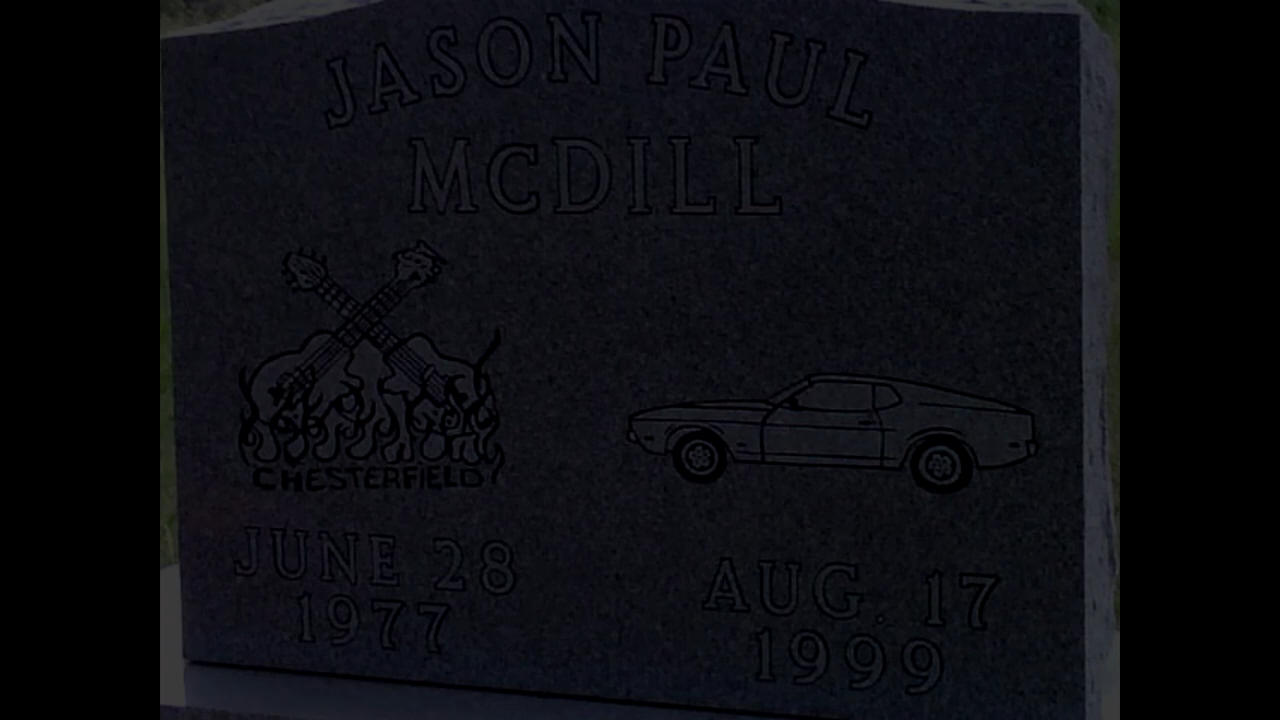 JASON PAUL
MCDILL
CHESTERFIELD
JUNE 28
1977
AUG. 17
1999